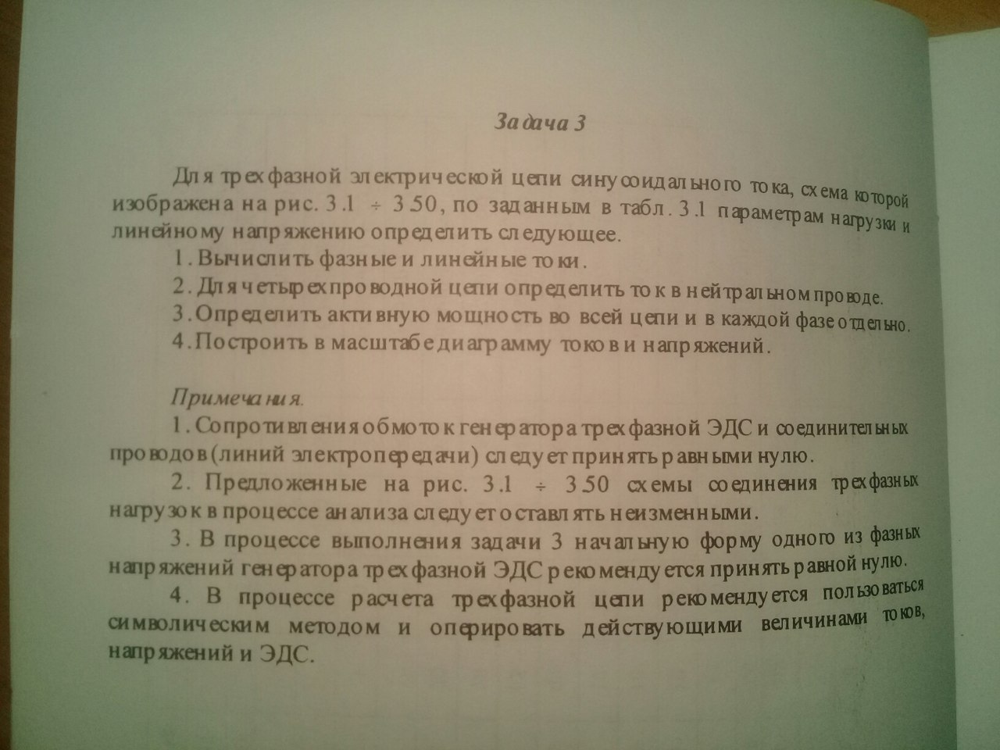 Задача 3
Для трехфазной электрической цепи синусоидального тока, схема которой
изображена на рис. 3.1 ÷ 3.50, по заданным в табл. 3.1 параметрам нагрузки и
линейному напряжению определить следующее.
1. Вычислить фазные и линейные токи.
2. Для четырехпроводной цепи определить ток в нейтральном проводе.
3. Определить активную мощность во всей цепи и в каждой фазе отдельно.
4. Построить в масштабе диаграмму токов и напряжений.
Примечания.
1. Сопротивления обмоток генератора трехфазной ЭДС и соединительных
проводов (линий электропередачи) следует принять равными нулю.
2. Предложенные на рис. 3.1 ÷ 3.50 схемы соединения трехфазных
нагрузок в процессе анализа следует оставлять неизменными.
3. В процессе выполнения задачи 3 начальную форму одного из фазных
напряжений генератора трехфазной ЭДС рекомендуется принять равной нулю.
4. В процессе расчета трехфазной цепи рекомендуется пользоваться
символическим методом и оперировать действующими величинами токов,
напряжений и ЭДС.